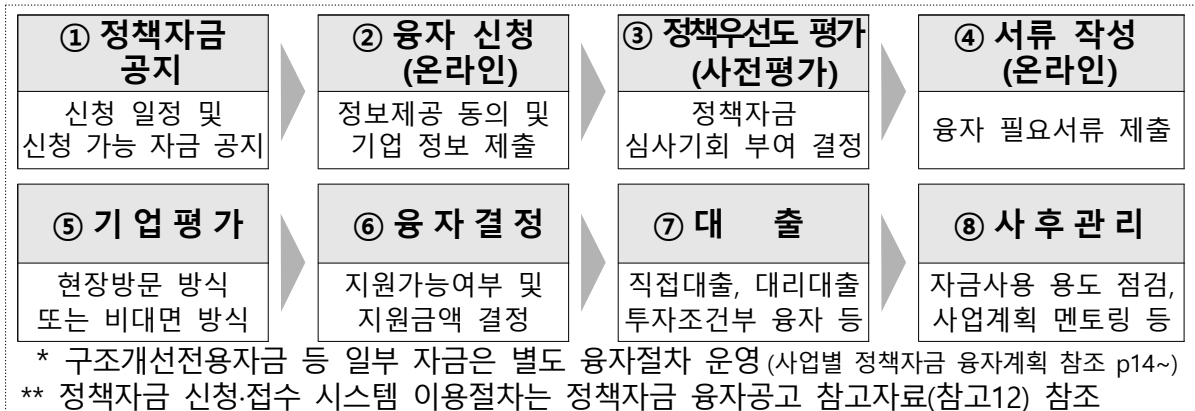 ① 정책자금 공지
신청 일정 및
신청 가능 자금 공지
② 융자 신청
(온라인)
정보제공 동의 및
기업 정보 제출
③ 정책우선도 평가
(사전평가)
정책자금
심사기회 부여 결정
④ 서류 작성
(온라인)
융자 필요서류 제출
⑤ 기 업 평 가
현장방문 방식
또는 비대면 방식
⑥ 융 자 결 정
지원가능여부 및
지원금액 결정
⑦ 대 출
직접대출, 대리대출
투자조건부 융자 등
⑧ 사 후 관 리
자금사용 용도 점검,
사업계획 멘토링 등
* 구조개선전용자금 등 일부 자금은 별도 융자절차 운영 (사업별 정책자금 융자계획 참조 p14~)
** 정책자금 신청·접수 시스템 이용절차는 정책자금 융자공고 참고자료(참고12) 참조